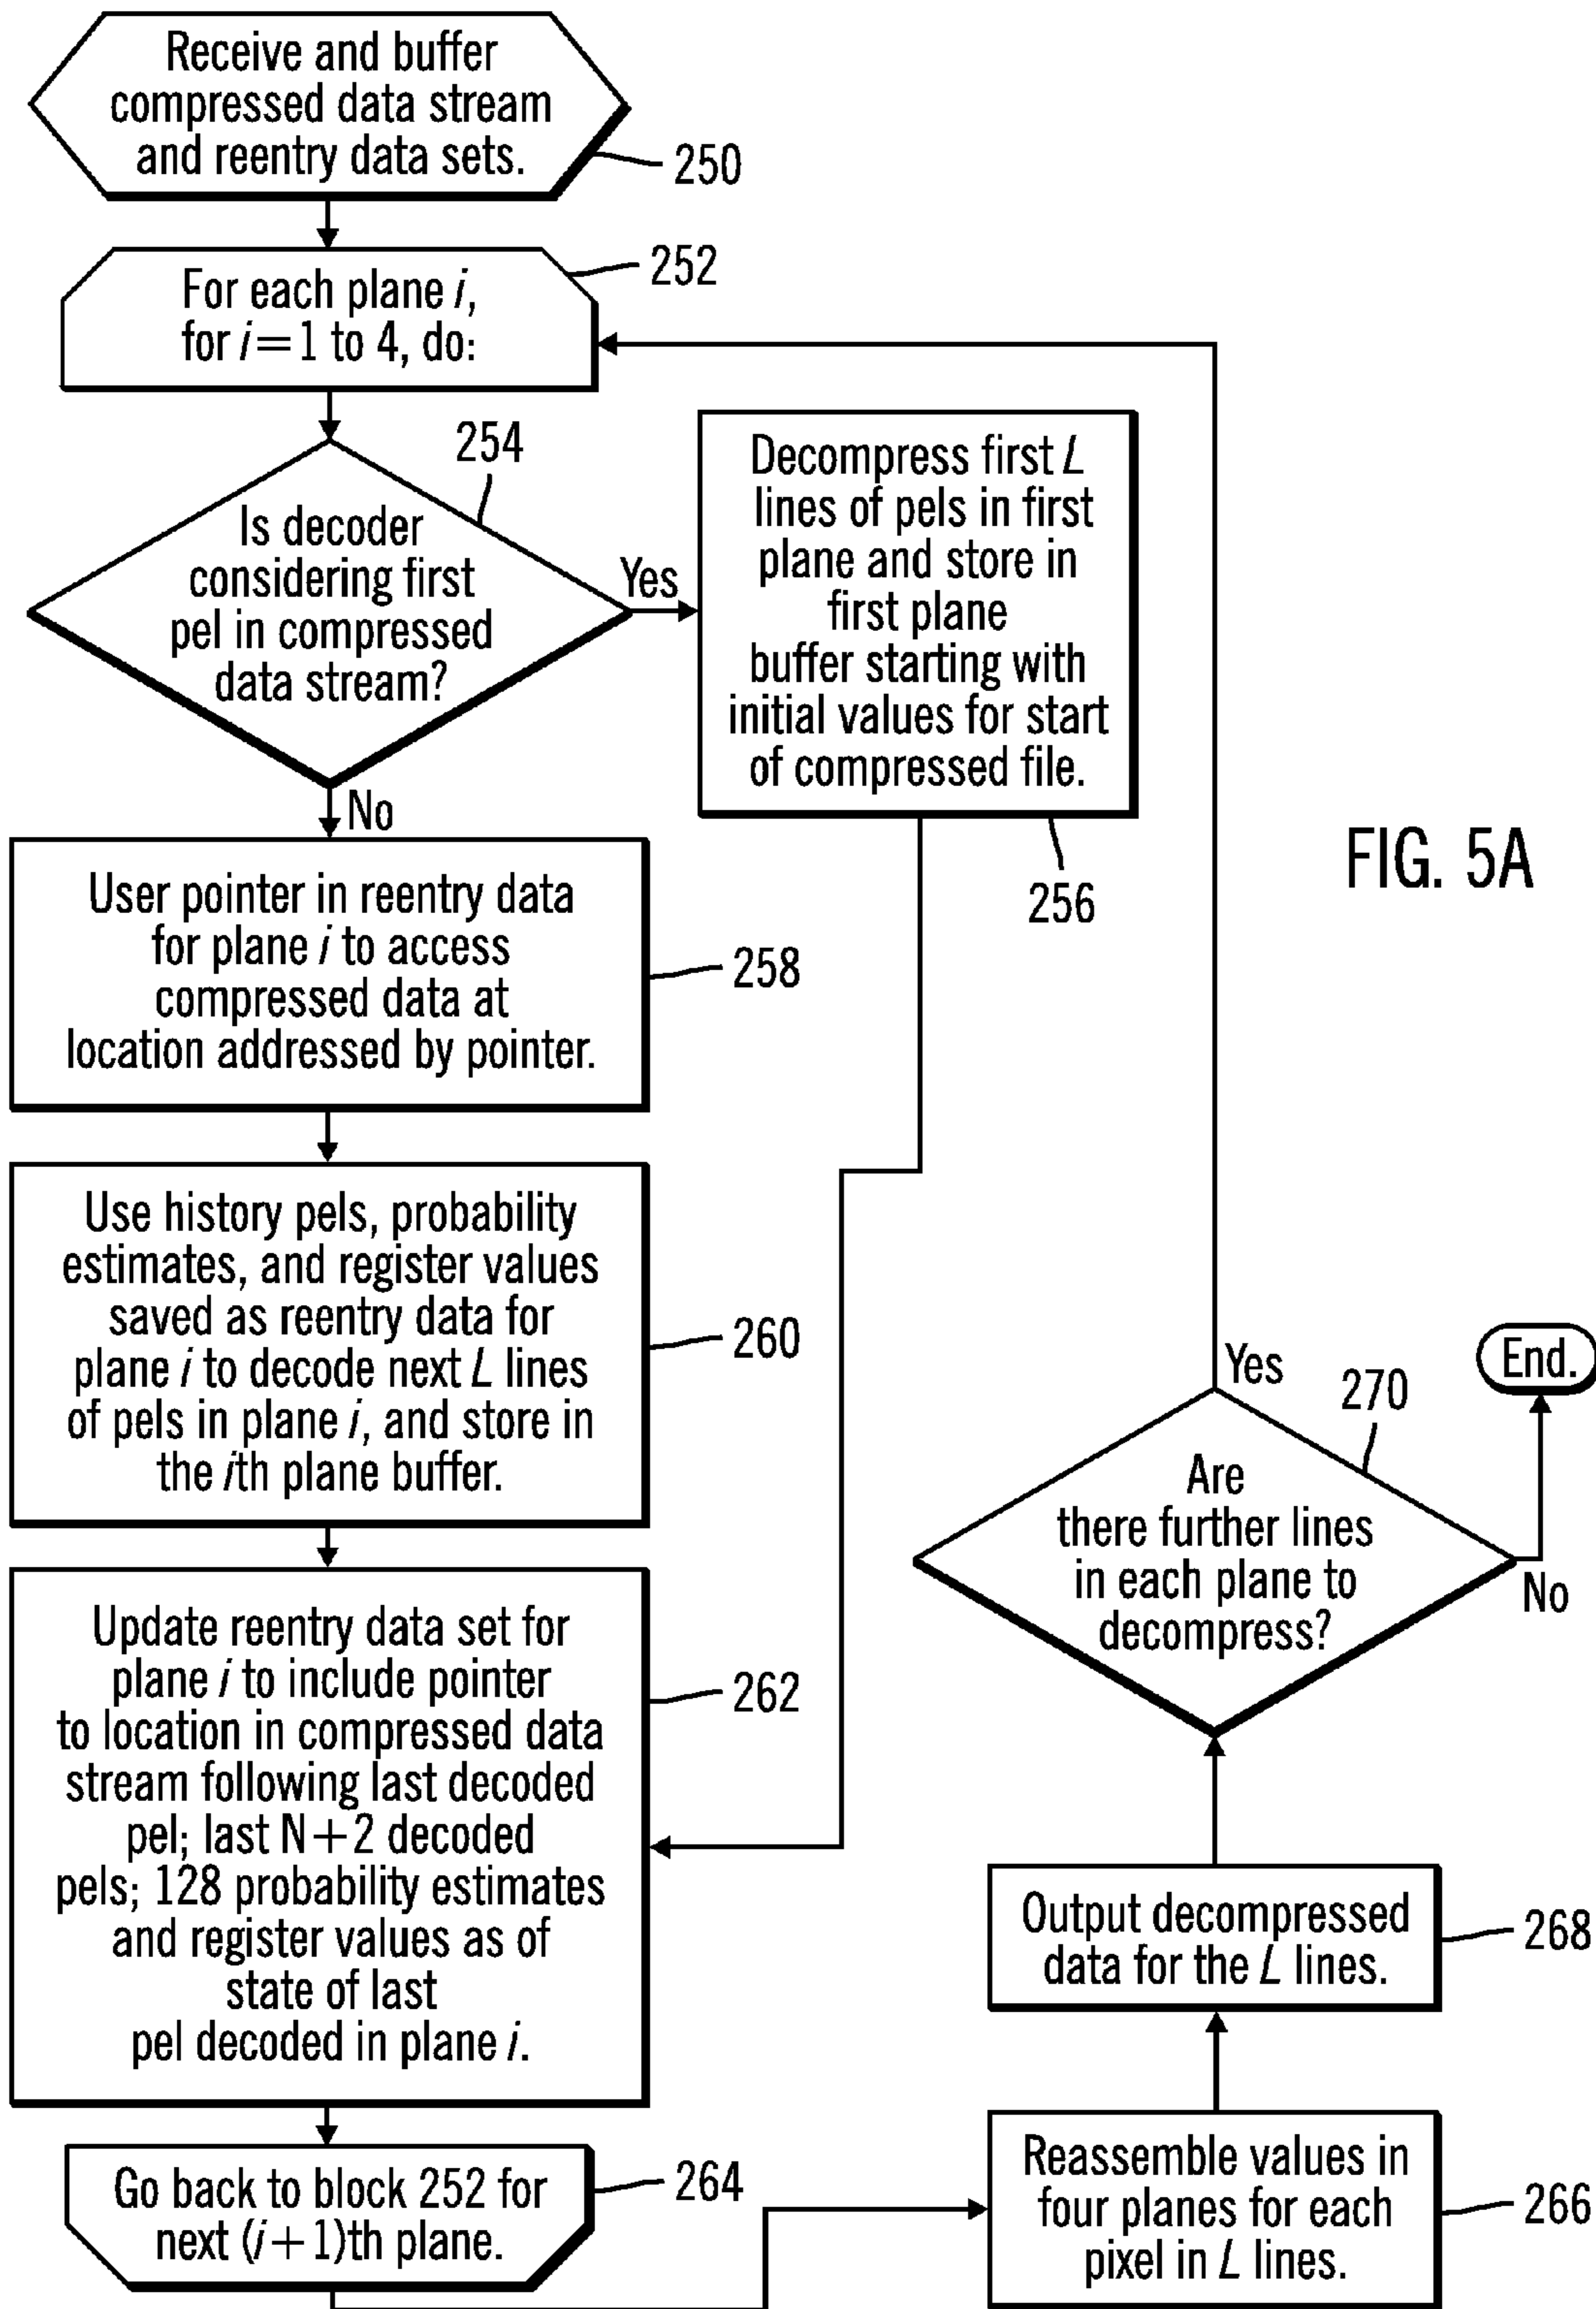 Receive and buffer
compressed data stream
and reentry data sets.
250
For each plane i,
for i=1 to 4, do:
252
Is decoder
considering first
pel in compressed
data stream?
254
Yes
No
Decompress first L
lines of pels in first
plane and store in
first plane
buffer starting with
initial values for start
of compressed file.
256
FIG. 5A
User pointer in reentry data
for plane i to access
compressed data at
location addressed by pointer.
258
Use history pels, probability
estimates, and register values
saved as reentry data for
plane i to decode next L lines
of pels in plane i, and store in
the ith plane buffer.
260
Update reentry data set for
plane i to include pointer
to location in compressed data
stream following last decoded
pel; last N+2 decoded
pels; 128 probability estimates
and register values as of
state of last
pel decoded in plane i.
262
Go back to block 252 for
next (i+1)th plane.
264
Reassemble values in
four planes for each
pixel in L lines.
266
Output decompressed
data for the L lines.
268
Are
there further lines
in each plane to
decompress?
270
Yes
No
End.